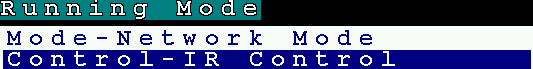 Running Mode
Mode-Network Mode
Control-IR Control